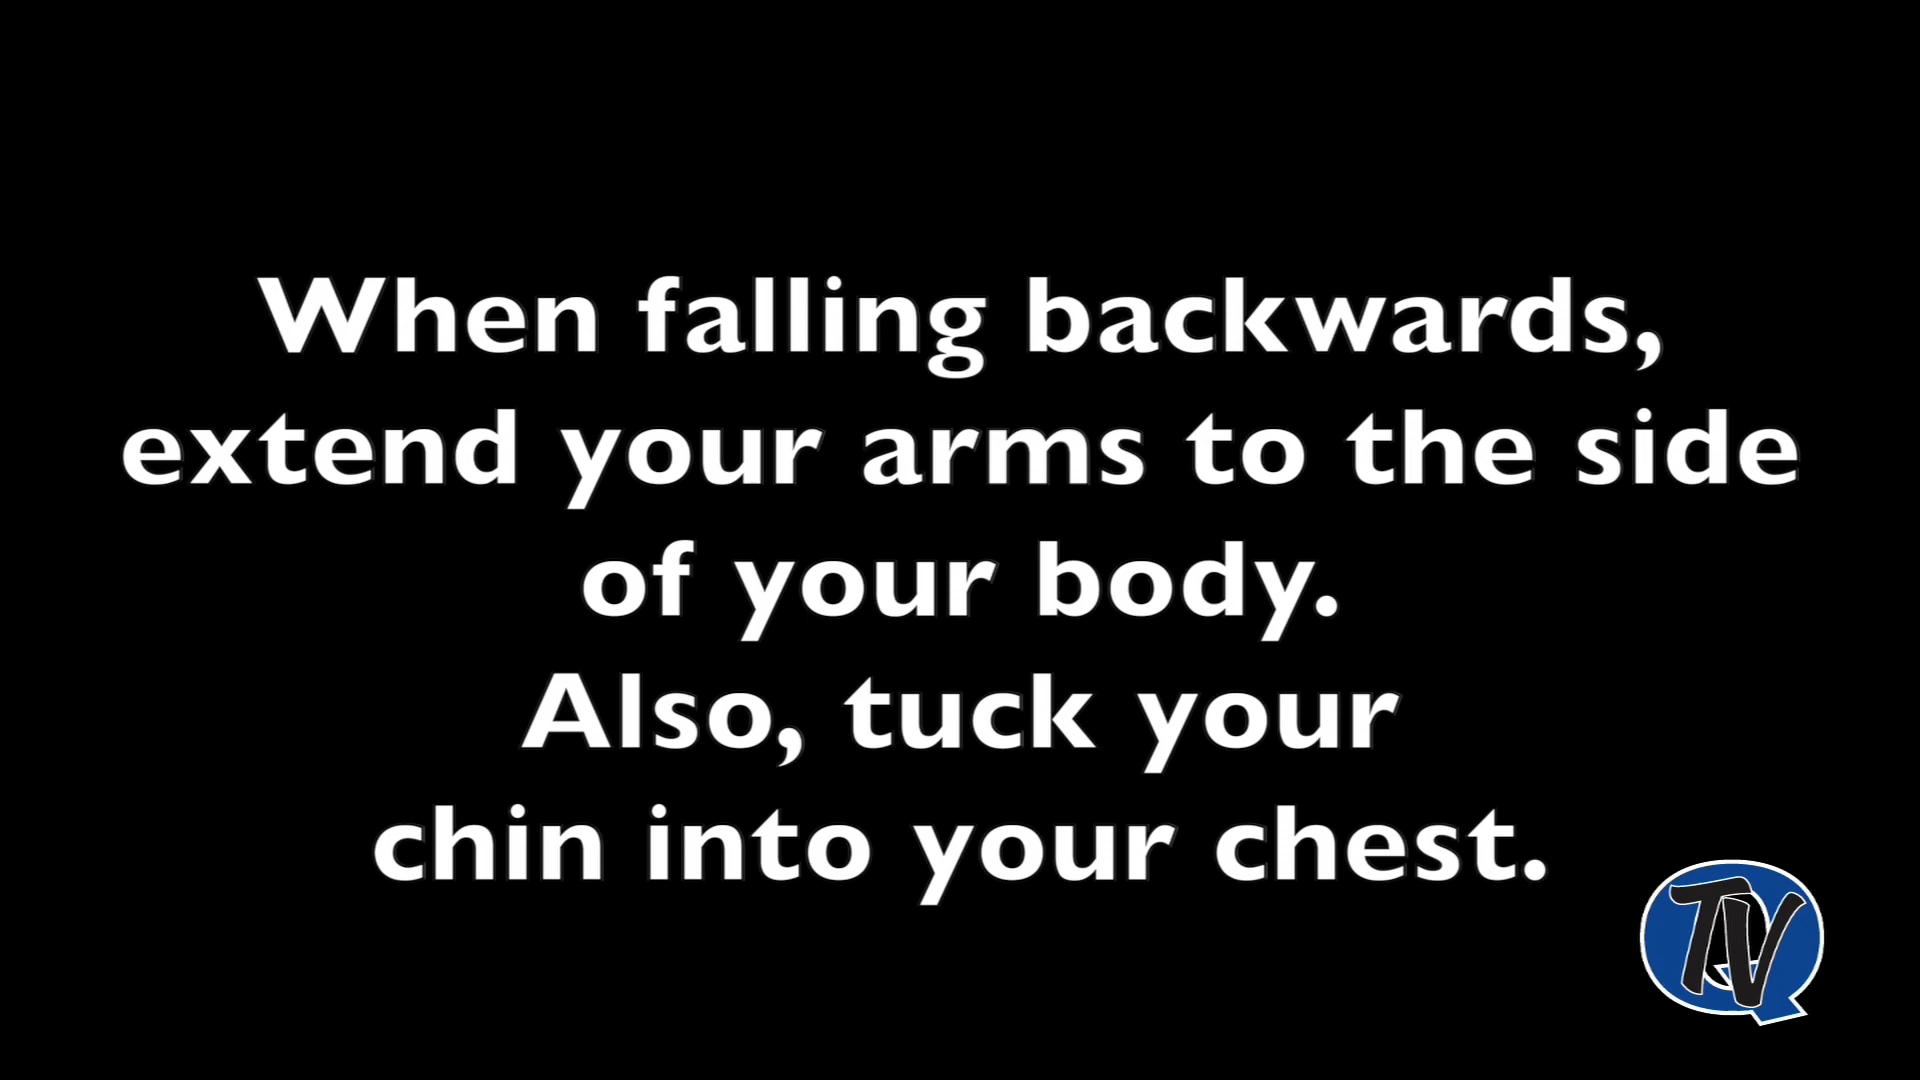 When falling backwards,
extend your arms to the side
of your body.
Also, tuck your
chin into your chest.
QTV